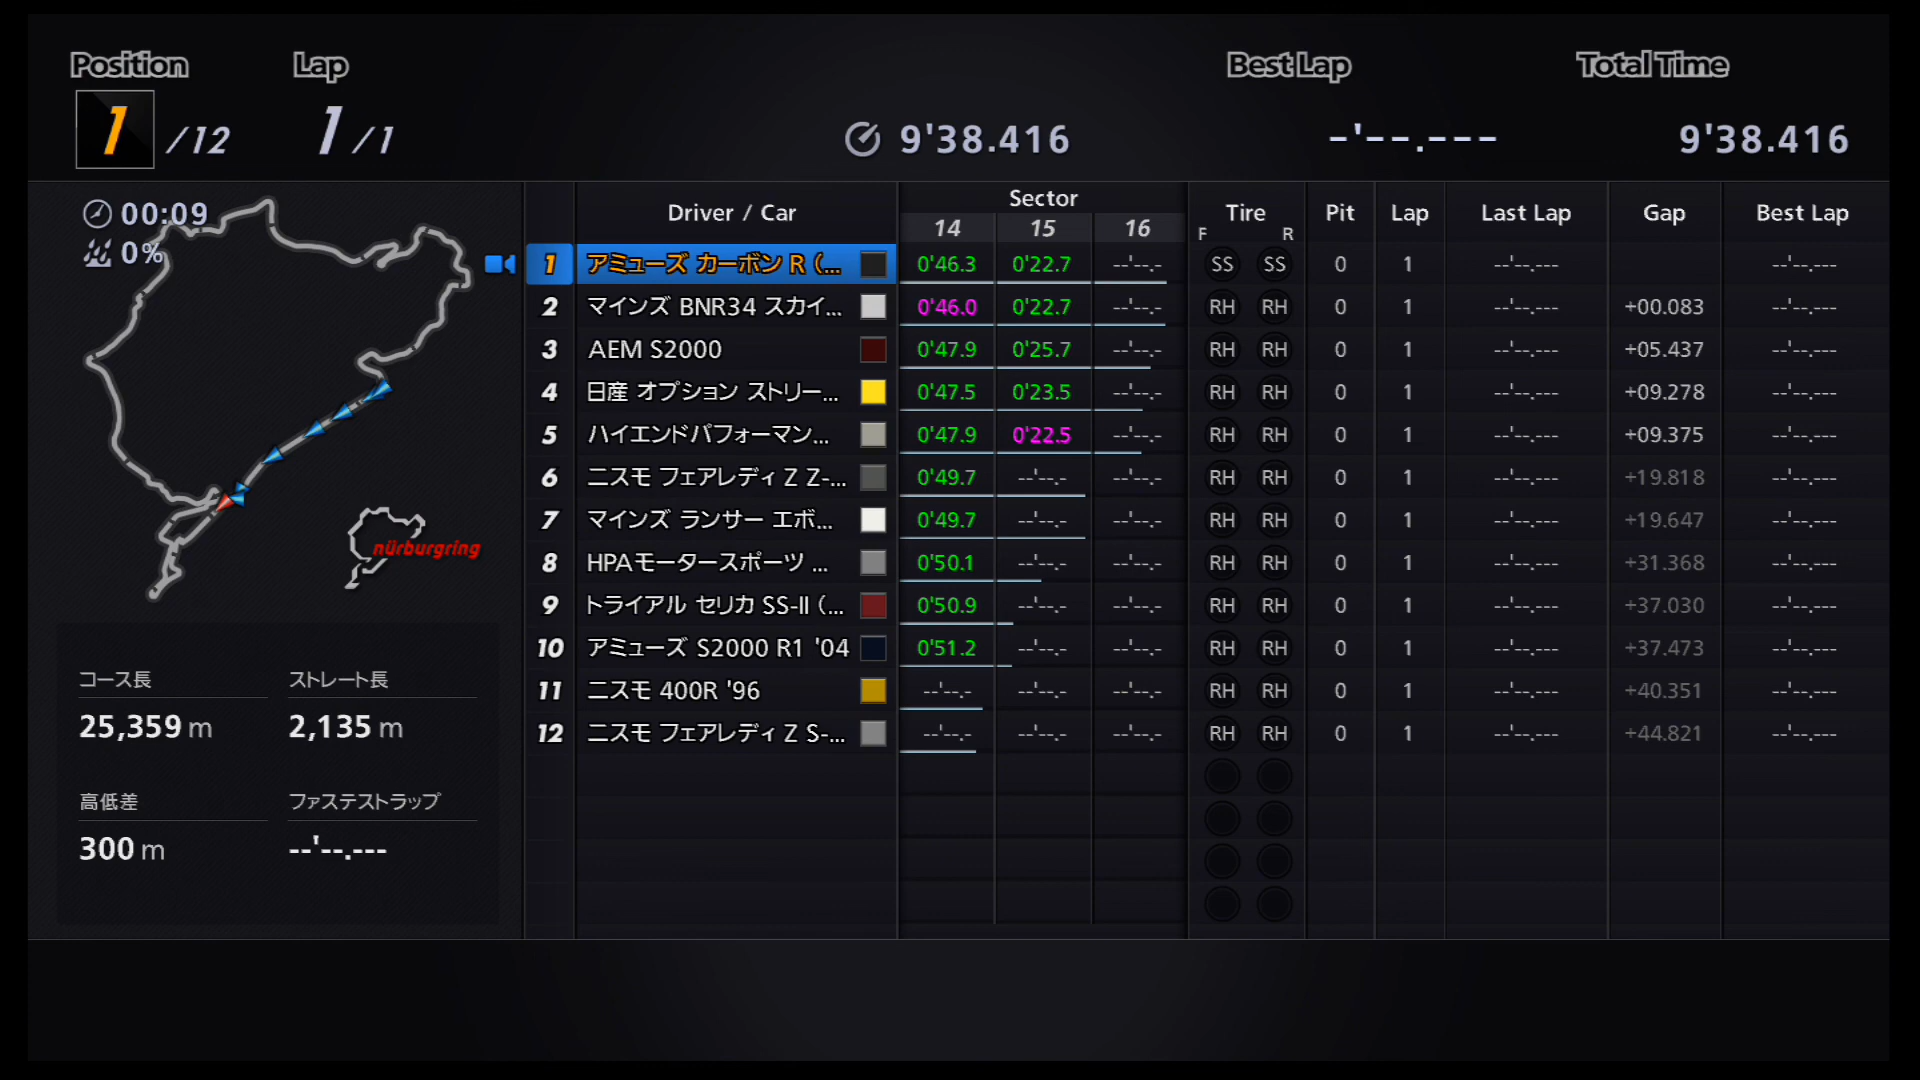 Position Lap Best Lap Total Time
1 /12 1 /1 9'38.416 -'--.--- 9'38.416
00:09
0%
nürburgring
コース長 ストレート長
25,359 m 2,135 m
高低差 ファステストラップ
300 m --'--.---
Driver / Car Sector Tire Pit Lap Last Lap Gap Best Lap
14 15 16 F R
1 アミューズ カーボン R (... 0'46.3 0'22.7 --'--.- SS SS 0 1 --'--.--- --'--.---
2 マインズ BNR34 スカイ... 0'46.0 0'22.7 --'--.- RH RH 0 1 --'--.--- +00.083 --'--.---
3 AEM S2000 0'47.9 0'25.7 --'--.- RH RH 0 1 --'--.--- +05.437 --'--.---
4 日産 オプション ストリー... 0'47.5 0'23.5 --'--.- RH RH 0 1 --'--.--- +09.278 --'--.---
5 ハイエンドパフォーマン... 0'47.9 0'22.5 --'--.- RH RH 0 1 --'--.--- +09.375 --'--.---
6 ニスモ フェアレディ Z Z-... 0'49.7 --'--.- --'--.- RH RH 0 1 --'--.--- +19.818 --'--.---
7 マインズ ランサー エボ... 0'49.7 --'--.- --'--.- RH RH 0 1 --'--.--- +19.647 --'--.---
8 HPAモータースポーツ ... 0'50.1 --'--.- --'--.- RH RH 0 1 --'--.--- +31.368 --'--.---
9 トライアル セリカ SS-II (... 0'50.9 --'--.- --'--.- RH RH 0 1 --'--.--- +37.030 --'--.---
10 アミューズ S2000 R1 '04 0'51.2 --'--.- --'--.- RH RH 0 1 --'--.--- +37.473 --'--.---
11 ニスモ 400R '96 --'--.- --'--.- --'--.- RH RH 0 1 --'--.--- +40.351 --'--.---
12 ニスモ フェアレディ Z S-... --'--.- --'--.- --'--.- RH RH 0 1 --'--.--- +44.821 --'--.---